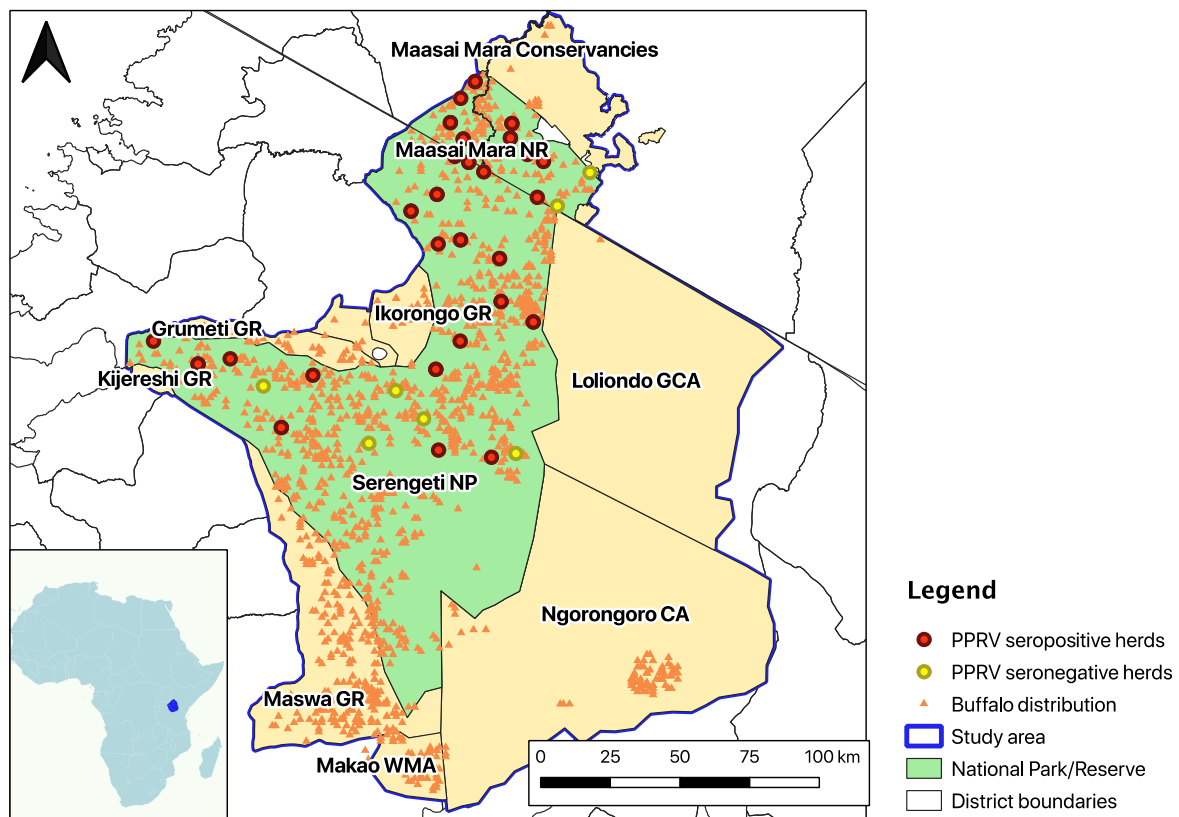 Maasai Mara Conservancies
Maasai Mara NR
Ikorongo GR
Grumeti GR
Kijereshi GR
Loliondo GCA
Serengeti NP
Ngorongoro CA
Maswa GR
Makao WMA
0 25 50 75 100 km
Legend
PPRV seropositive herds
PPRV seronegative herds
Buffalo distribution
Study area
National Park/Reserve
District boundaries